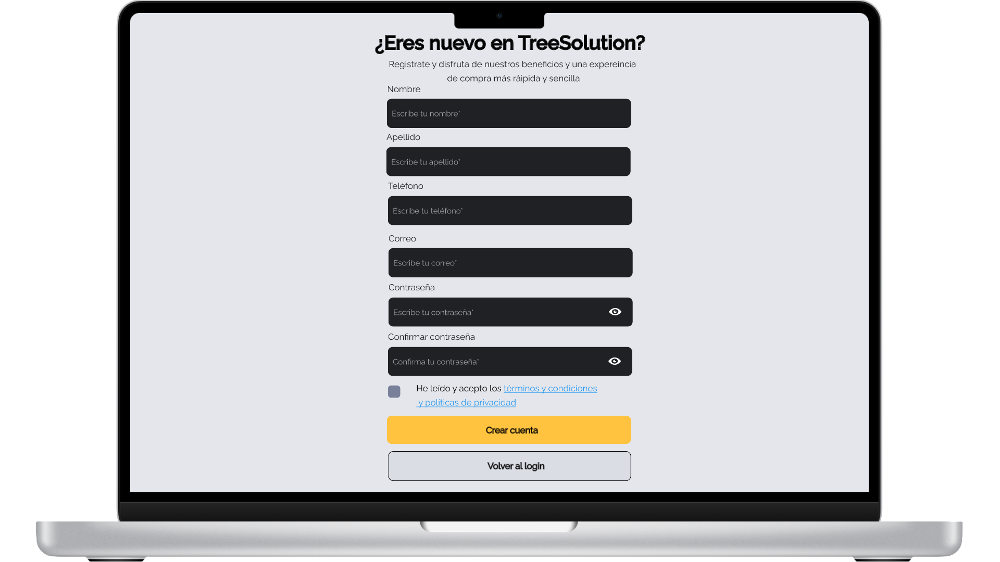 ¿Eres nuevo en TreeSolution?
Registrate y disfruta de nuestros beneficios y una expereincia
de compra más ráipida y sencilla
Nombre
Escribe tu nombre*
Apellido
Escribe tu apellido*
Teléfono
Escribe tu teléfono*
Correo
Escribe tu correo*
Contraseña
Escribe tu contraseña*
Confirmar contraseña
Confirma tu contraseña*
He leído y acepto los términos y condiciones
y políticas de privacidad
Crear cuenta
Volver al login